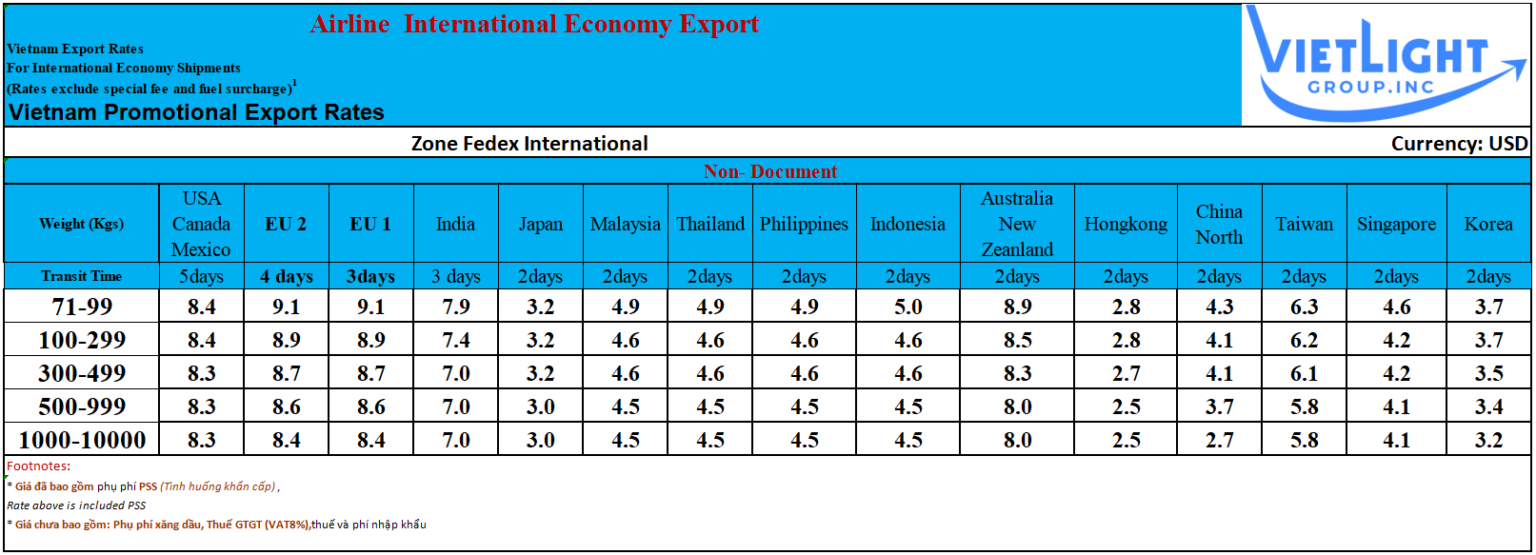 Airline International Economy Export
VIETLIGHT
GROUP.INC
Vietnam Export Rates
For International Economy Shipments
(Rates exclude special fee and fuel surcharge)1
Vietnam Promotional Export Rates
Zone Fedex International Currency: USD
Non- Document
Weight (Kgs) USA Canada Mexico EU 2 EU 1 India Japan Malaysia Thailand Philippines Indonesia Australia New Zeanland Hongkong China North Taiwan Singapore Korea
Transit Time 5days 4 days 3days 3 days 2days 2days 2days 2days 2days 2days 2days 2days 2days 2days 2days
71-99 8.4 9.1 9.1 7.9 3.2 4.9 4.9 4.9 5.0 8.9 2.8 4.3 6.3 4.6 3.7
100-299 8.4 8.9 8.9 7.4 3.2 4.6 4.6 4.6 4.6 8.5 2.8 4.1 6.2 4.2 3.7
300-499 8.3 8.7 8.7 7.0 3.2 4.6 4.6 4.6 4.6 8.3 2.7 4.1 6.1 4.2 3.5
500-999 8.3 8.6 8.6 7.0 3.0 4.5 4.5 4.5 4.5 8.0 2.5 3.7 5.8 4.1 3.4
1000-10000 8.3 8.4 8.4 7.0 3.0 4.5 4.5 4.5 4.5 8.0 2.5 2.7 5.8 4.1 3.2
Footnotes:
* Giá đã bao gồm phụ phí PSS (Tình huống khẩn cấp) ,
Rate above is included PSS
* Giá chưa bao gồm: Phụ phí xăng dầu, Thuế GTGT (VAT8%),thuế và phí nhập khẩu